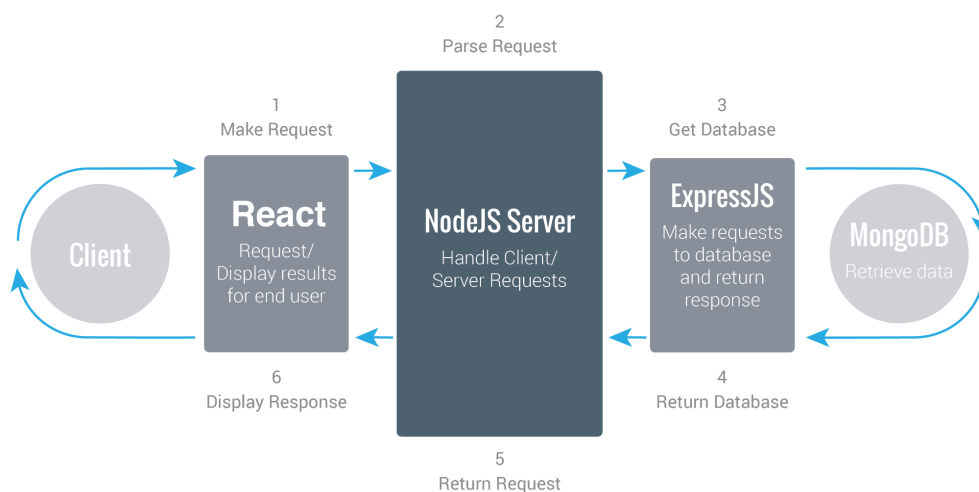 2
Parse Request
1
Make Request
3
Get Database
Client
React
Request/
Display results
for end user
NodeJS Server
Handle Client/
Server Requests
ExpressJS
Make requests
to database
and return
response
MongoDB
Retrieve data
6
Display Response
4
Return Database
5
Return Request